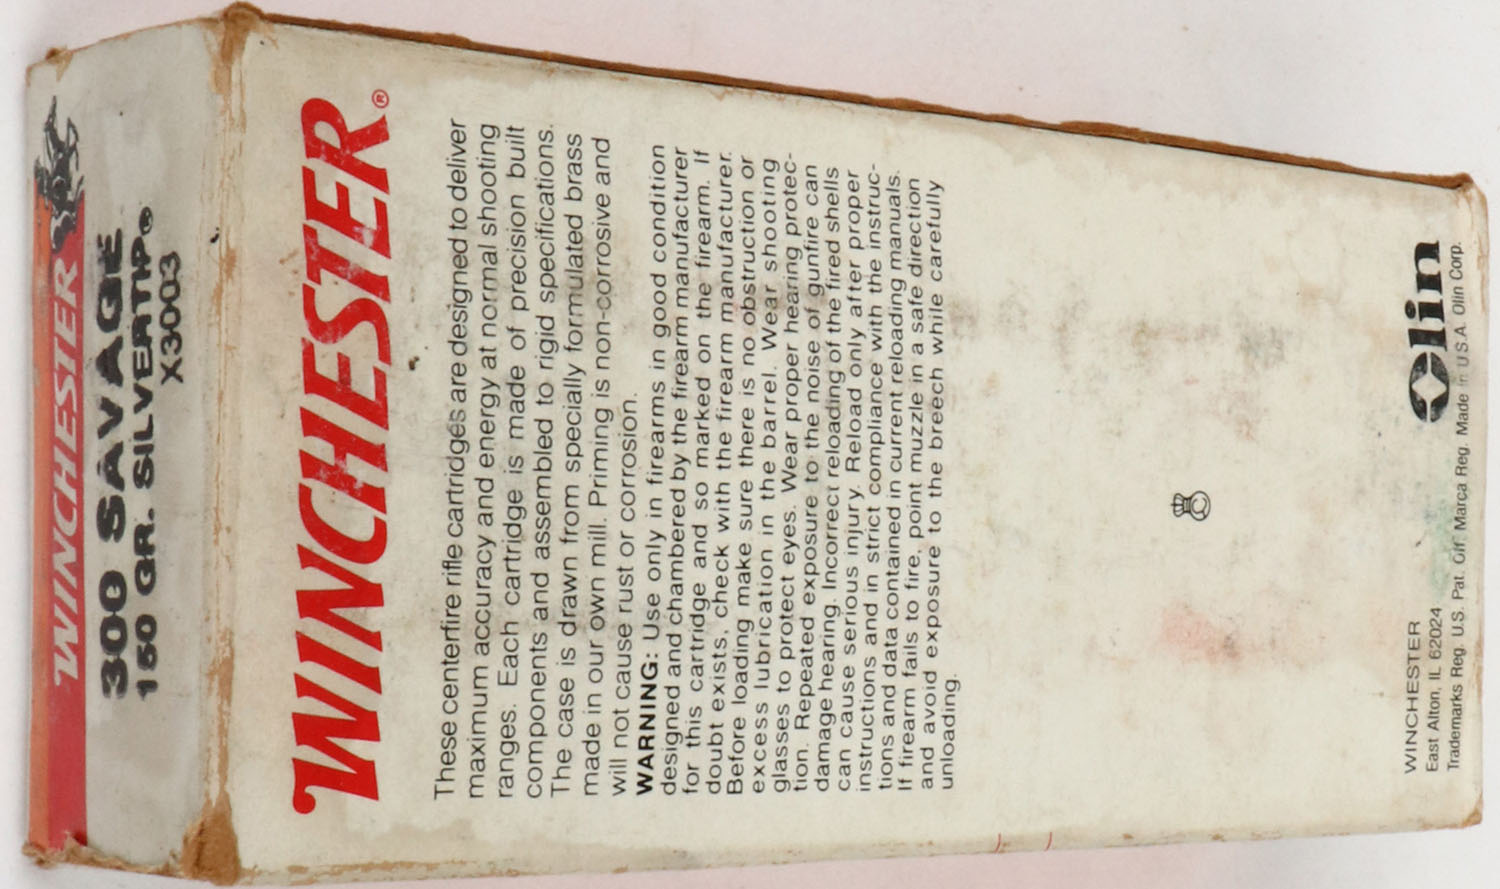 WINCHESTER
300 SAVAGE
150 GR. SILVERTIP®
X3003
WINCHESTER®
These centerfire rifle cartridges are designed to deliver
maximum accuracy and energy at normal shooting
ranges. Each cartridge is made of precision built
components and assembled to rigid specifications.
The case is drawn from specially formulated brass
made in our own mill. Priming is non-corrosive and
will not cause rust or corrosion.
WARNING: Use only in firearms in good condition
designed and chambered by the firearm manufacturer
for this cartridge and so marked on the firearm. If
doubt exists, check with the firearm manufacturer.
Before loading make sure there is no obstruction or
excess lubrication in the barrel. Wear shooting
glasses to protect eyes. Wear proper hearing protec-
tion. Repeated exposure to the noise of gunfire can
damage hearing. Incorrect reloading of the fired shells
can cause serious injury. Reload only after proper
instructions and in strict compliance with the instruc-
tions and data contained in current reloading manuals.
If firearm fails to fire, point muzzle in a safe direction
and avoid exposure to the breech while carefully
unloading.
Olin
WINCHESTER
East Alton, IL 62024
Trademarks Reg. U.S. Pat. Off. Marca Reg. Made in U.S.A. Olin Corp.